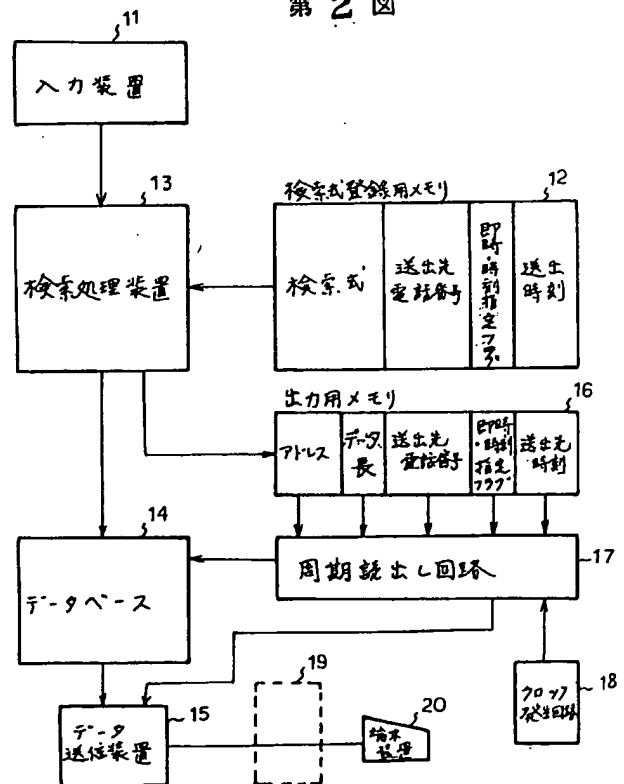 第2図
11
入力装置
13
検索処理装置
検索式登録用メモリ
12
検索式
送出先
電話番号
即時・時刻指定フラグ
送出
時刻
出力用メモリ
16
アドレス
データ
長
送出先
電話番号
即時
・時刻
指定
フラグ
送出先
時刻
14
データベース
周期読出し回路
17
19
18
クロック
発生回路
15
データ
送信装置
20
端末
装置